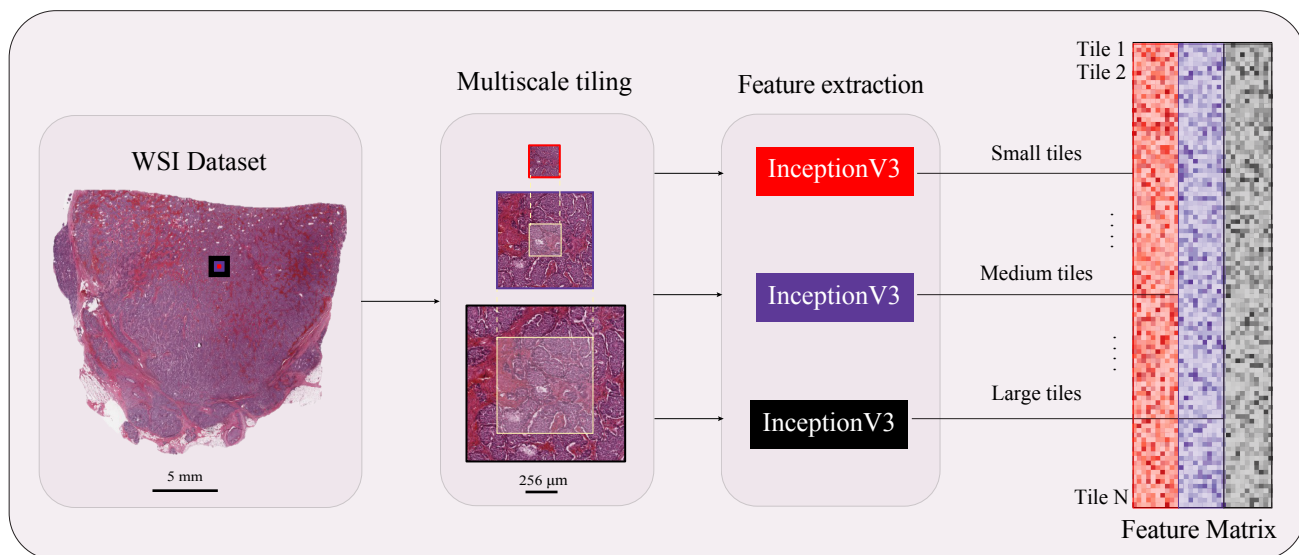 WSI Dataset
5 mm
Multiscale tiling
256 μm
Feature extraction
InceptionV3
InceptionV3
InceptionV3
Small tiles
Medium tiles
Large tiles
Tile 1
Tile 2
Tile N
Feature Matrix